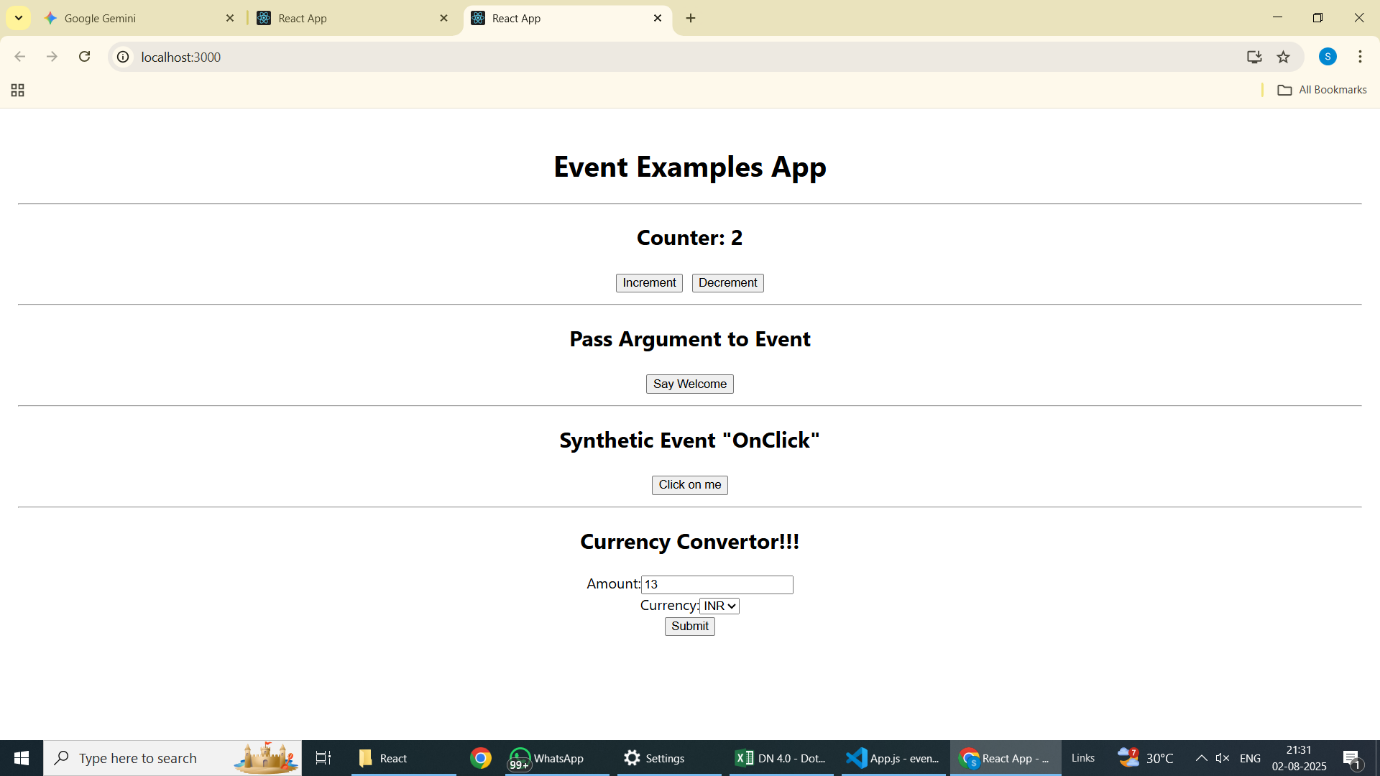 Google Gemini
React App
React App
localhost:3000
S
All Bookmarks
Event Examples App
Counter: 2
Increment Decrement
Pass Argument to Event
Say Welcome
Synthetic Event "OnClick"
Click on me
Currency Convertor!!!
Amount: 13
Currency: INR
Submit
Type here to search
React
99+ WhatsApp
Settings
DN 4.0 - Dot...
App.js - even...
S React App - ...
Links
7 30°C
ENG
21:31
02-08-2025
1